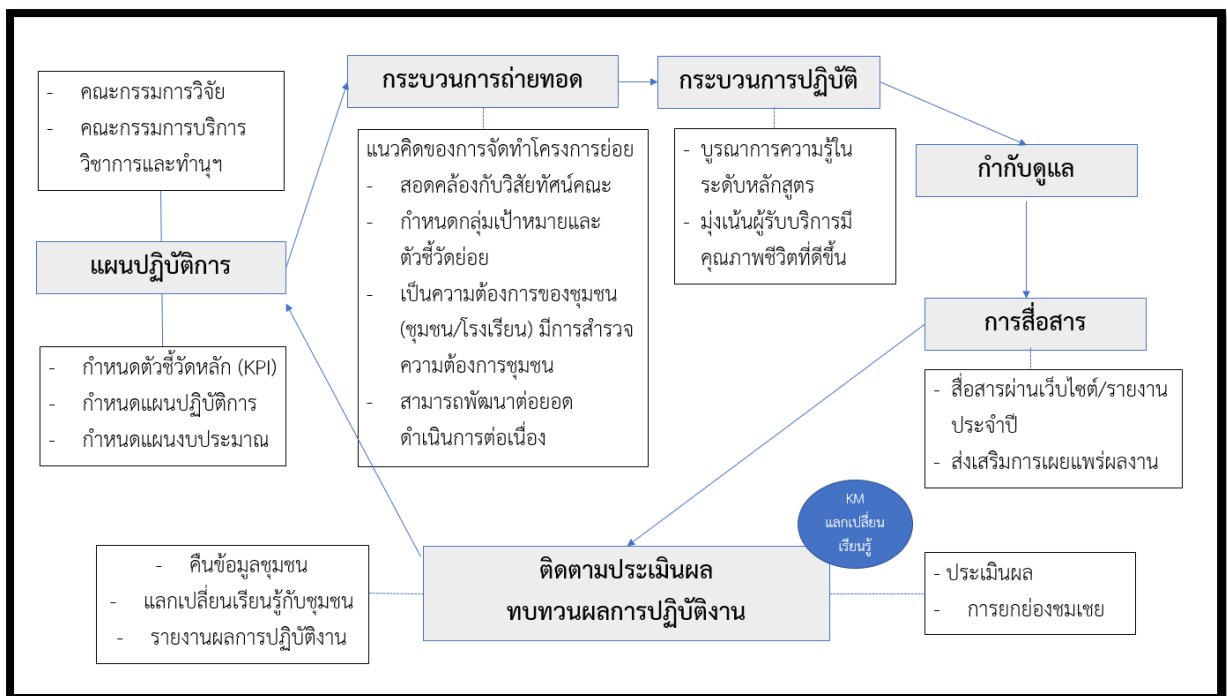 - คณะกรรมการวิจัย
- คณะกรรมการบริการ
วิชาการและทำนุฯ
แผนปฏิบัติการ
- กำหนดตัวชี้วัดหลัก (KPI)
- กำหนดแผนปฏิบัติการ
- กำหนดแผนงบประมาณ
กระบวนการถ่ายทอด
แนวคิดของการจัดทำโครงการย่อย
- สอดคล้องกับวิสัยทัศน์คณะ
- กำหนดกลุ่มเป้าหมายและ
ตัวชี้วัดย่อย
- เป็นความต้องการของชุมชน
(ชุมชน/โรงเรียน) มีการสำรวจ
ความต้องการชุมชน
- สามารถพัฒนาต่อยอด
ดำเนินการต่อเนื่อง
กระบวนการปฏิบัติ
- บูรณาการความรู้ใน
ระดับหลักสูตร
- มุ่งเน้นผู้รับบริการมี
คุณภาพชีวิตที่ดีขึ้น
กำกับดูแล
การสื่อสาร
- สื่อสารผ่านเว็บไซต์/รายงาน
ประจำปี
- ส่งเสริมการเผยแพร่ผลงาน
KM
แลกเปลี่ยน
เรียนรู้
ติดตามประเมินผล
ทบทวนผลการปฏิบัติงาน
- ประเมินผล
- การยกย่องชมเชย
- คืนข้อมูลชุมชน
- แลกเปลี่ยนเรียนรู้กับชุมชน
- รายงานผลการปฏิบัติงาน